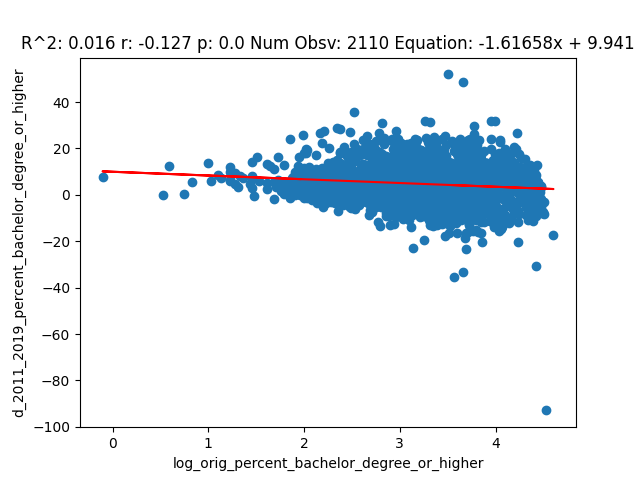 R^2: 0.016 r: -0.127 p: 0.0 Num Obsv: 2110 Equation: -1.61658x + 9.941
d_2011_2019_percent_bachelor_degree_or_higher
40
20
0
−20
−40
−60
−80
−100
0 1 2 3 4
log_orig_percent_bachelor_degree_or_higher